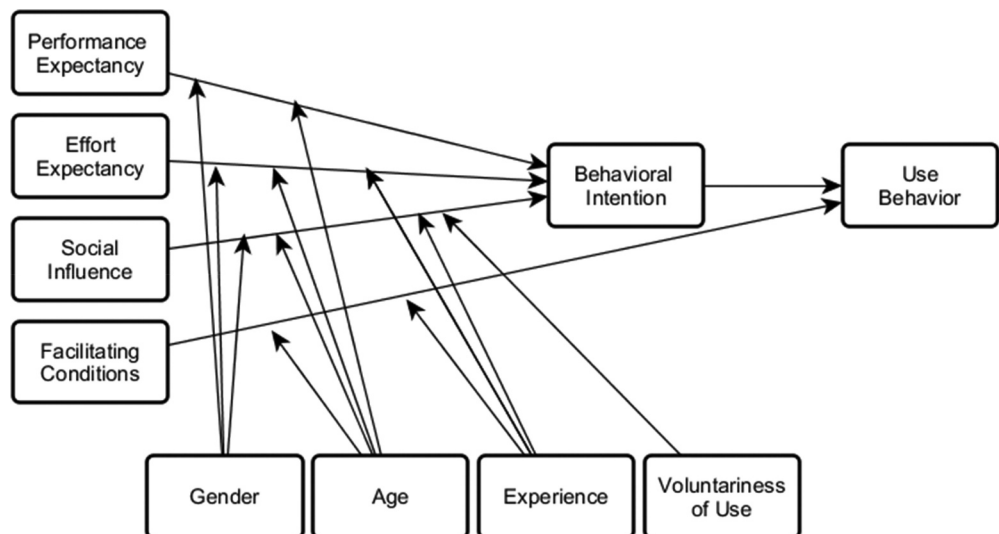 Performance
Expectancy
Effort
Expectancy
Social
Influence
Facilitating
Conditions
Behavioral
Intention
Use
Behavior
Gender
Age
Experience
Voluntariness
of Use